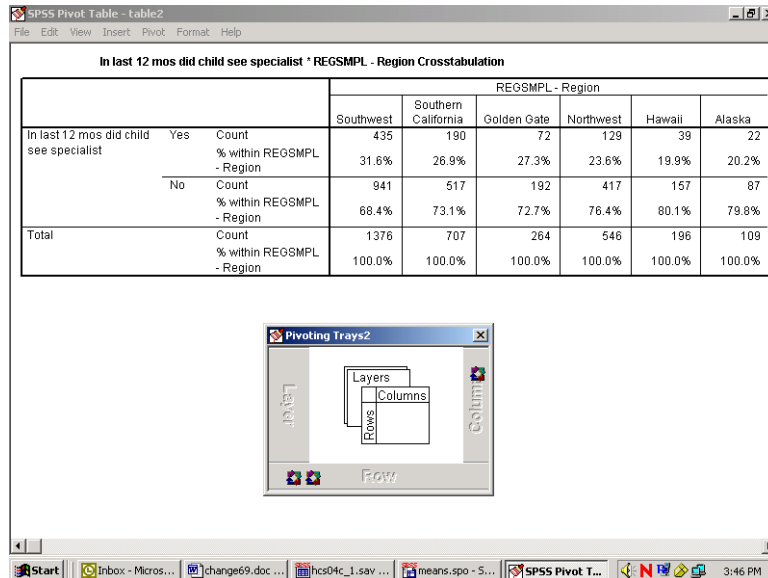 SPSS Pivot Table - table2
File Edit View Insert Pivot Format Help
In last 12 mos did child see specialist * REGSMPL - Region Crosstabulation
REGSMPL - Region
Southwest Southern California Golden Gate Northwest Hawaii Alaska
In last 12 mos did child see specialist Yes Count 435 190 72 129 39 22
% within REGSMPL - Region 31.6% 26.9% 27.3% 23.6% 19.9% 20.2%
No Count 941 517 192 417 157 87
% within REGSMPL - Region 68.4% 73.1% 72.7% 76.4% 80.1% 79.8%
Total Count 1376 707 264 546 196 109
% within REGSMPL - Region 100.0% 100.0% 100.0% 100.0% 100.0% 100.0%
Pivoting Trays2
Layer
Layers
Columns
Rows
Column
Row
Start Inbox - Micros... change69.doc ... hcs04c_1.sav ... means.spo - S... SPSS Pivot T... N 3:46 PM